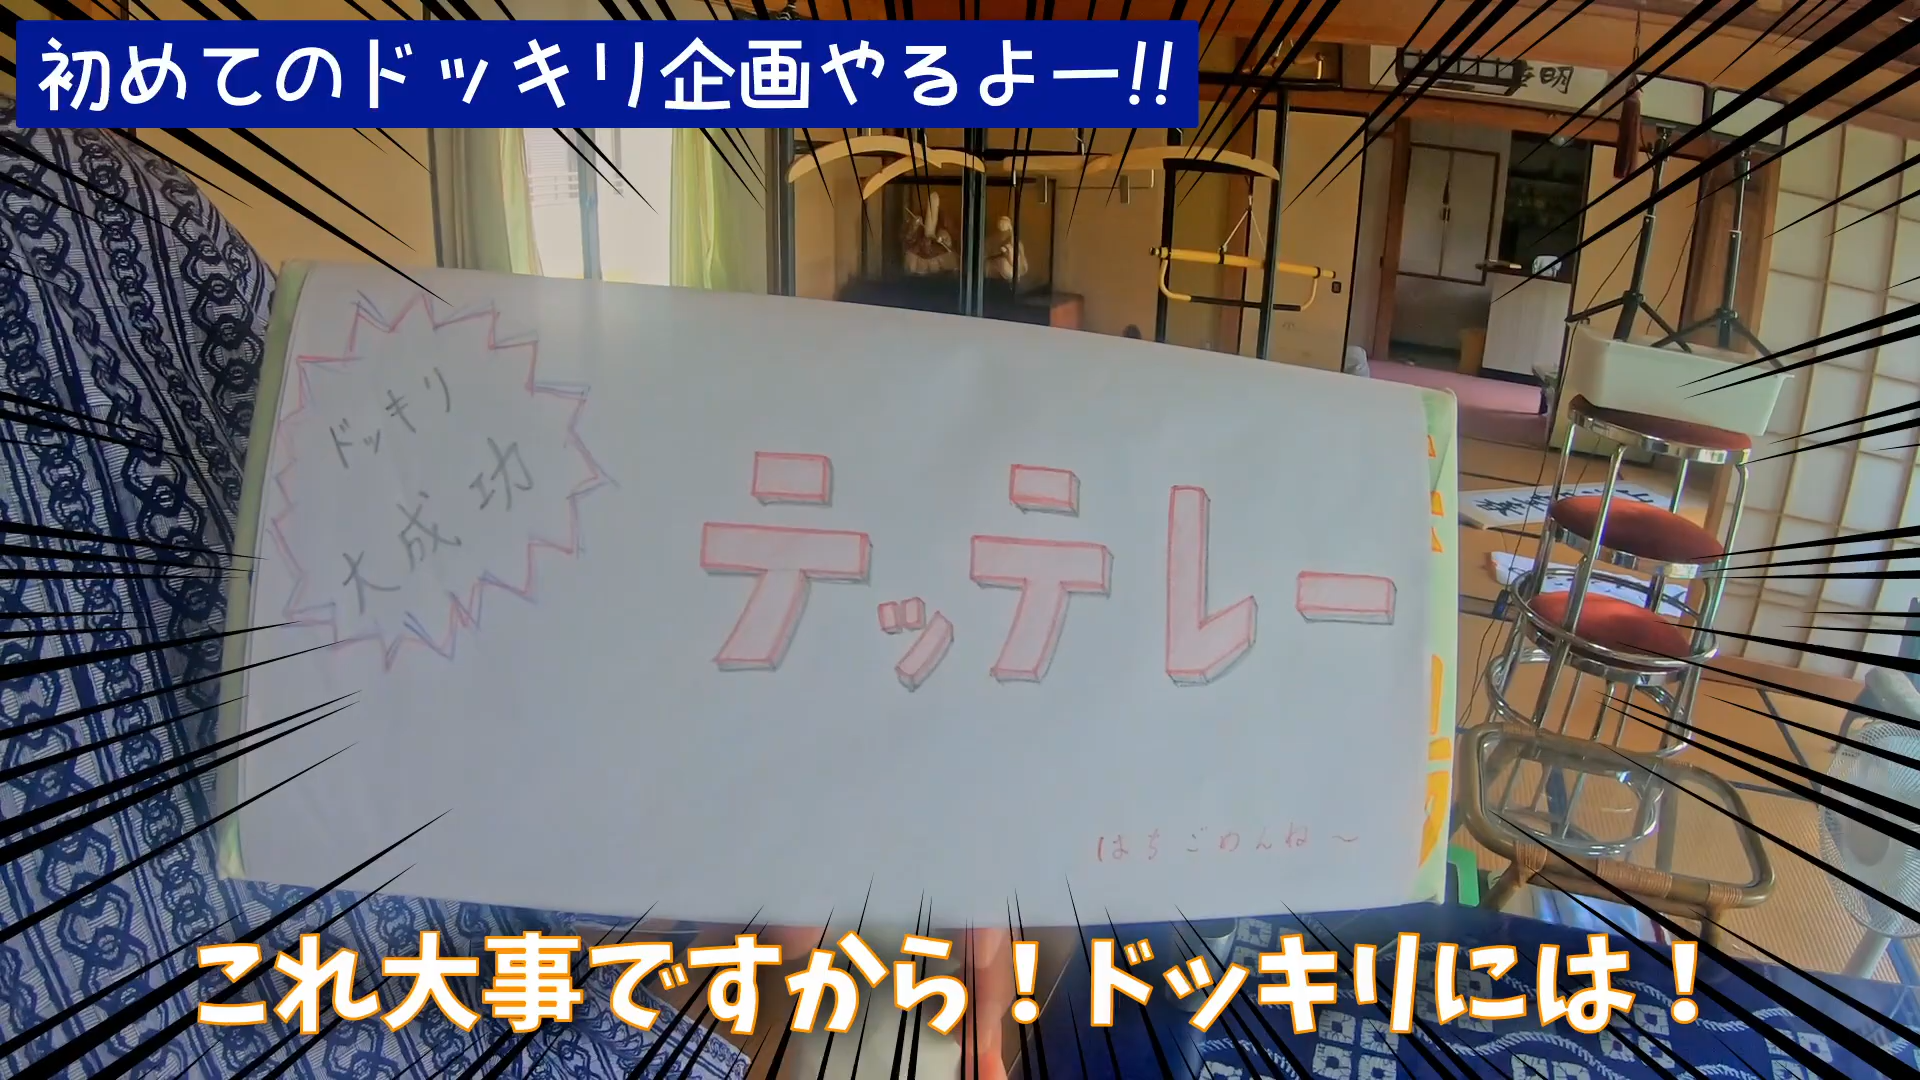 初めてのドッキリ企画やるよー!!
ドッキリ
大成功
テッテレー
はちごめんね～
これ大事ですから！ドッキリには！